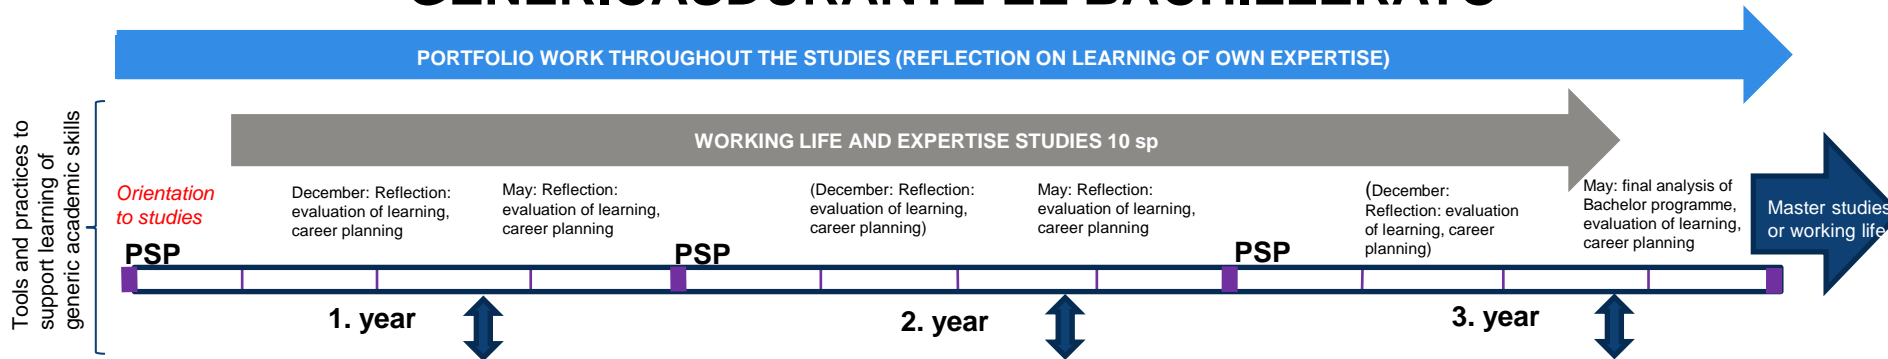 PORTFOLIO WORK THROUGHOUT THE STUDIES (REFLECTION ON LEARNING OF OWN EXPERTISE)
WORKING LIFE AND EXPERTISE STUDIES 10 sp
Tools and practices to
support learning of
generic academic skills
Orientation
to studies
December: Reflection:
evaluation of learning,
career planning
May: Reflection:
evaluation of learning,
career planning
(December: Reflection:
evaluation of learning,
career planning)
May: Reflection:
evaluation of learning,
career planning
(December:
Reflection: evaluation
of learning, career
planning)
May: final analysis of
Bachelor programme,
evaluation of learning,
career planning
Master studies
or working life
PSP
PSP
PSP
1. year
2. year
3. year